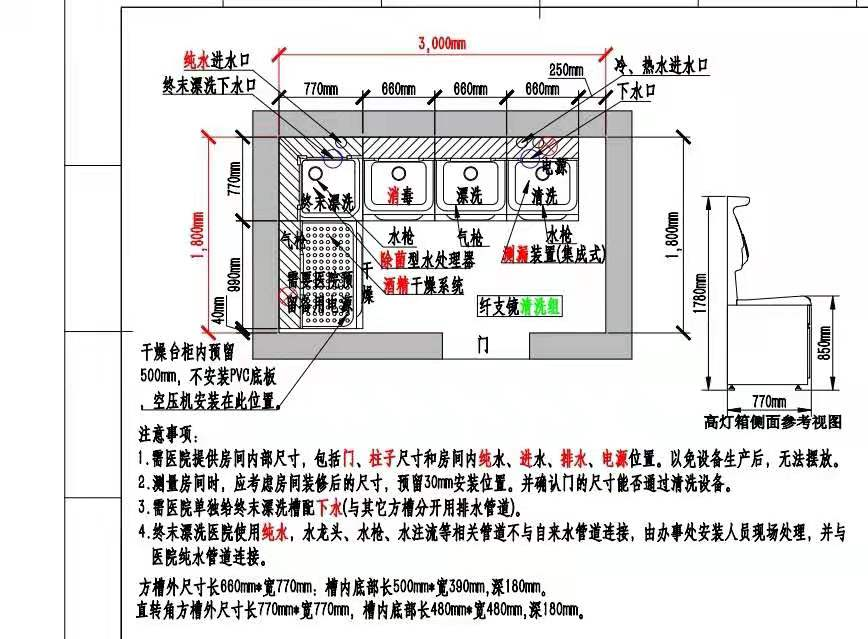 3,000mm
纯水进水口
终末漂洗下水口
冷、热水进水口
250mm
下水口
770mm
660mm
660mm
660mm
770mm
990mm
40mm
1,800mm
1,800mm
电源
终末漂洗
消毒
漂洗
清洗
气枪
水枪
气枪
水枪
除菌型水处理器
测漏装置(集成式)
酒精干燥系统
干燥
需要医院预
留备用电源
纤支镜清洗组
门
1780mm
850mm
770mm
高灯箱侧面参考视图
干燥台柜内预留
500mm，不安装PVC底板
，空压机安装在此位置。
注意事项：
1.需医院提供房间内部尺寸，包括门、柱子尺寸和房间内纯水、进水、排水、电源位置。以免设备生产后，无法摆放。
2.测量房间时，应考虑房间装修后的尺寸，预留30mm安装位置。并确认门的尺寸能否通过清洗设备。
3.需医院单独给终末漂洗槽配下水(与其它方槽分开用排水管道)。
4.终末漂洗医院使用纯水，水龙头、水枪、水注流等相关管道不与自来水管道连接，由办事处安装人员现场处理，并与
医院纯水管道连接。
方槽外尺寸长660mm*宽770mm；槽内底部长500mm*宽390mm,深180mm。
直转角方槽外尺寸长770mm*宽770mm，槽内底部长480mm*宽480mm,深180mm。